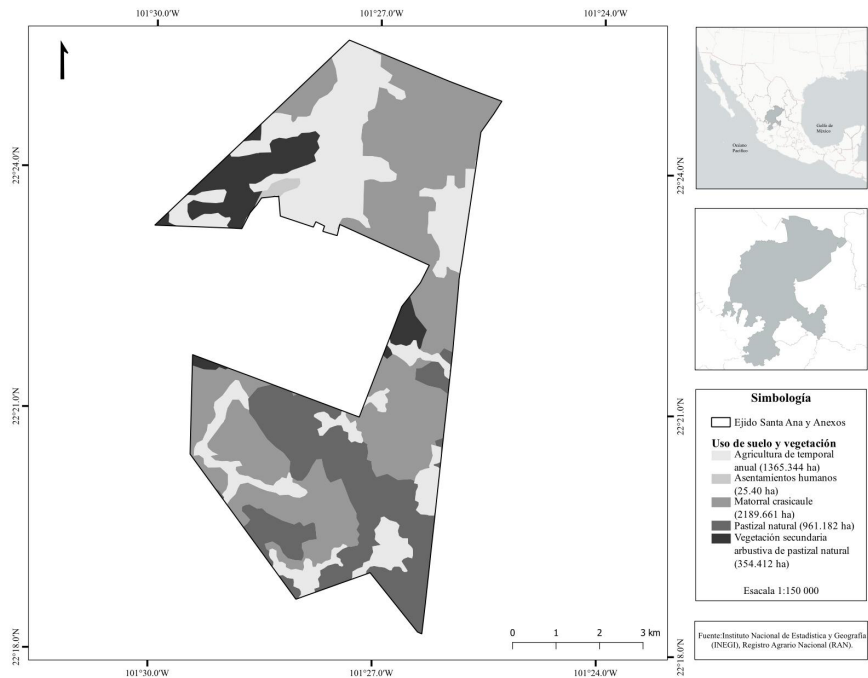 101°30.0'W
101°27.0'W
101°24.0'W
22°24.0'N
22°21.0'N
22°18.0'N
22°24.0'N
22°21.0'N
22°18.0'N
101°30.0'W
101°27.0'W
101°24.0'W
0 1 2 3 km
Golfo de
México
Océano
Pacífico
Simbología
Ejido Santa Ana y Anexos
Uso de suelo y vegetación
Agricultura de temporal
anual (1365.344 ha)
Asentamientos humanos
(25.40 ha)
Matorral crasicaule
(2189.661 ha)
Pastizal natural (961.182 ha)
Vegetación secundaria
arbustiva de pastizal natural
(354.412 ha)
Esacala 1:150 000
Fuente:Instituto Nacional de Estadística y Geografía
(INEGI), Registro Agrario Nacional (RAN).